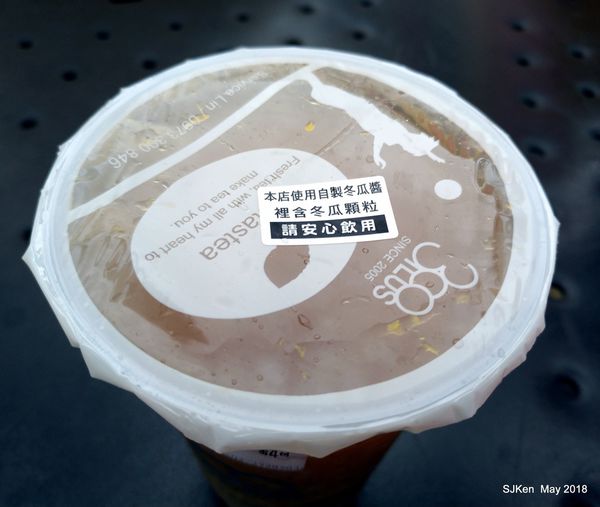 本店使用自製冬瓜醬
裡含冬瓜顆粒
請安心飲用
Fresh tea with all my heart to
make tea to you.
SINCE 2005
PLUS
SJKen May 2018